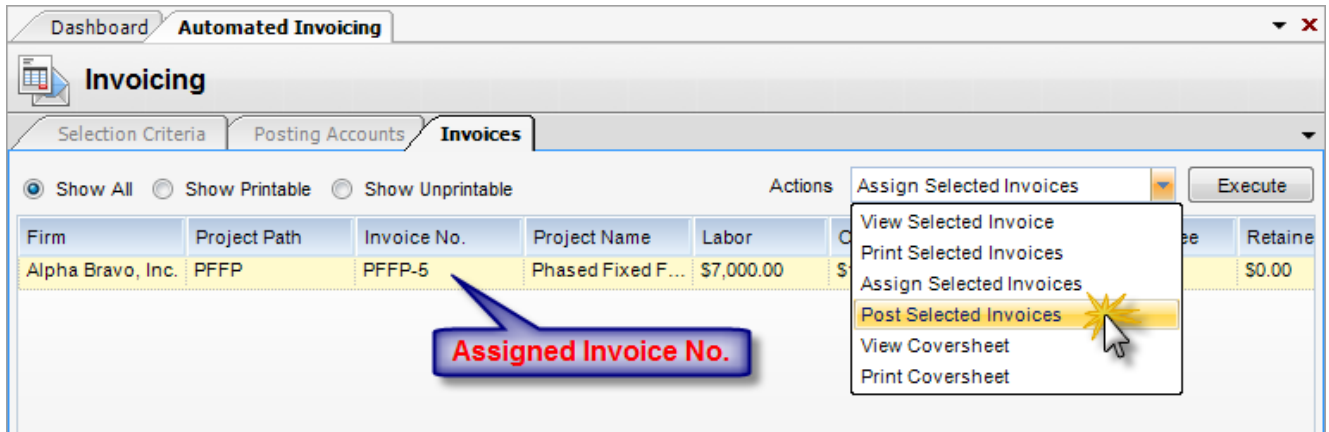 Dashboard Automated Invoicing
Invoicing
Selection Criteria Posting Accounts Invoices
Show All Show Printable Show Unprintable Actions Assign Selected Invoices Execute
Firm Project Path Invoice No. Project Name Labor Retaine
Alpha Bravo, Inc. PFFP PFFP-5 Phased Fixed F... $7,000.00 $0.00
View Selected Invoice
Print Selected Invoices
Assign Selected Invoices
Post Selected Invoices
View Coversheet
Print Coversheet
Assigned Invoice No.